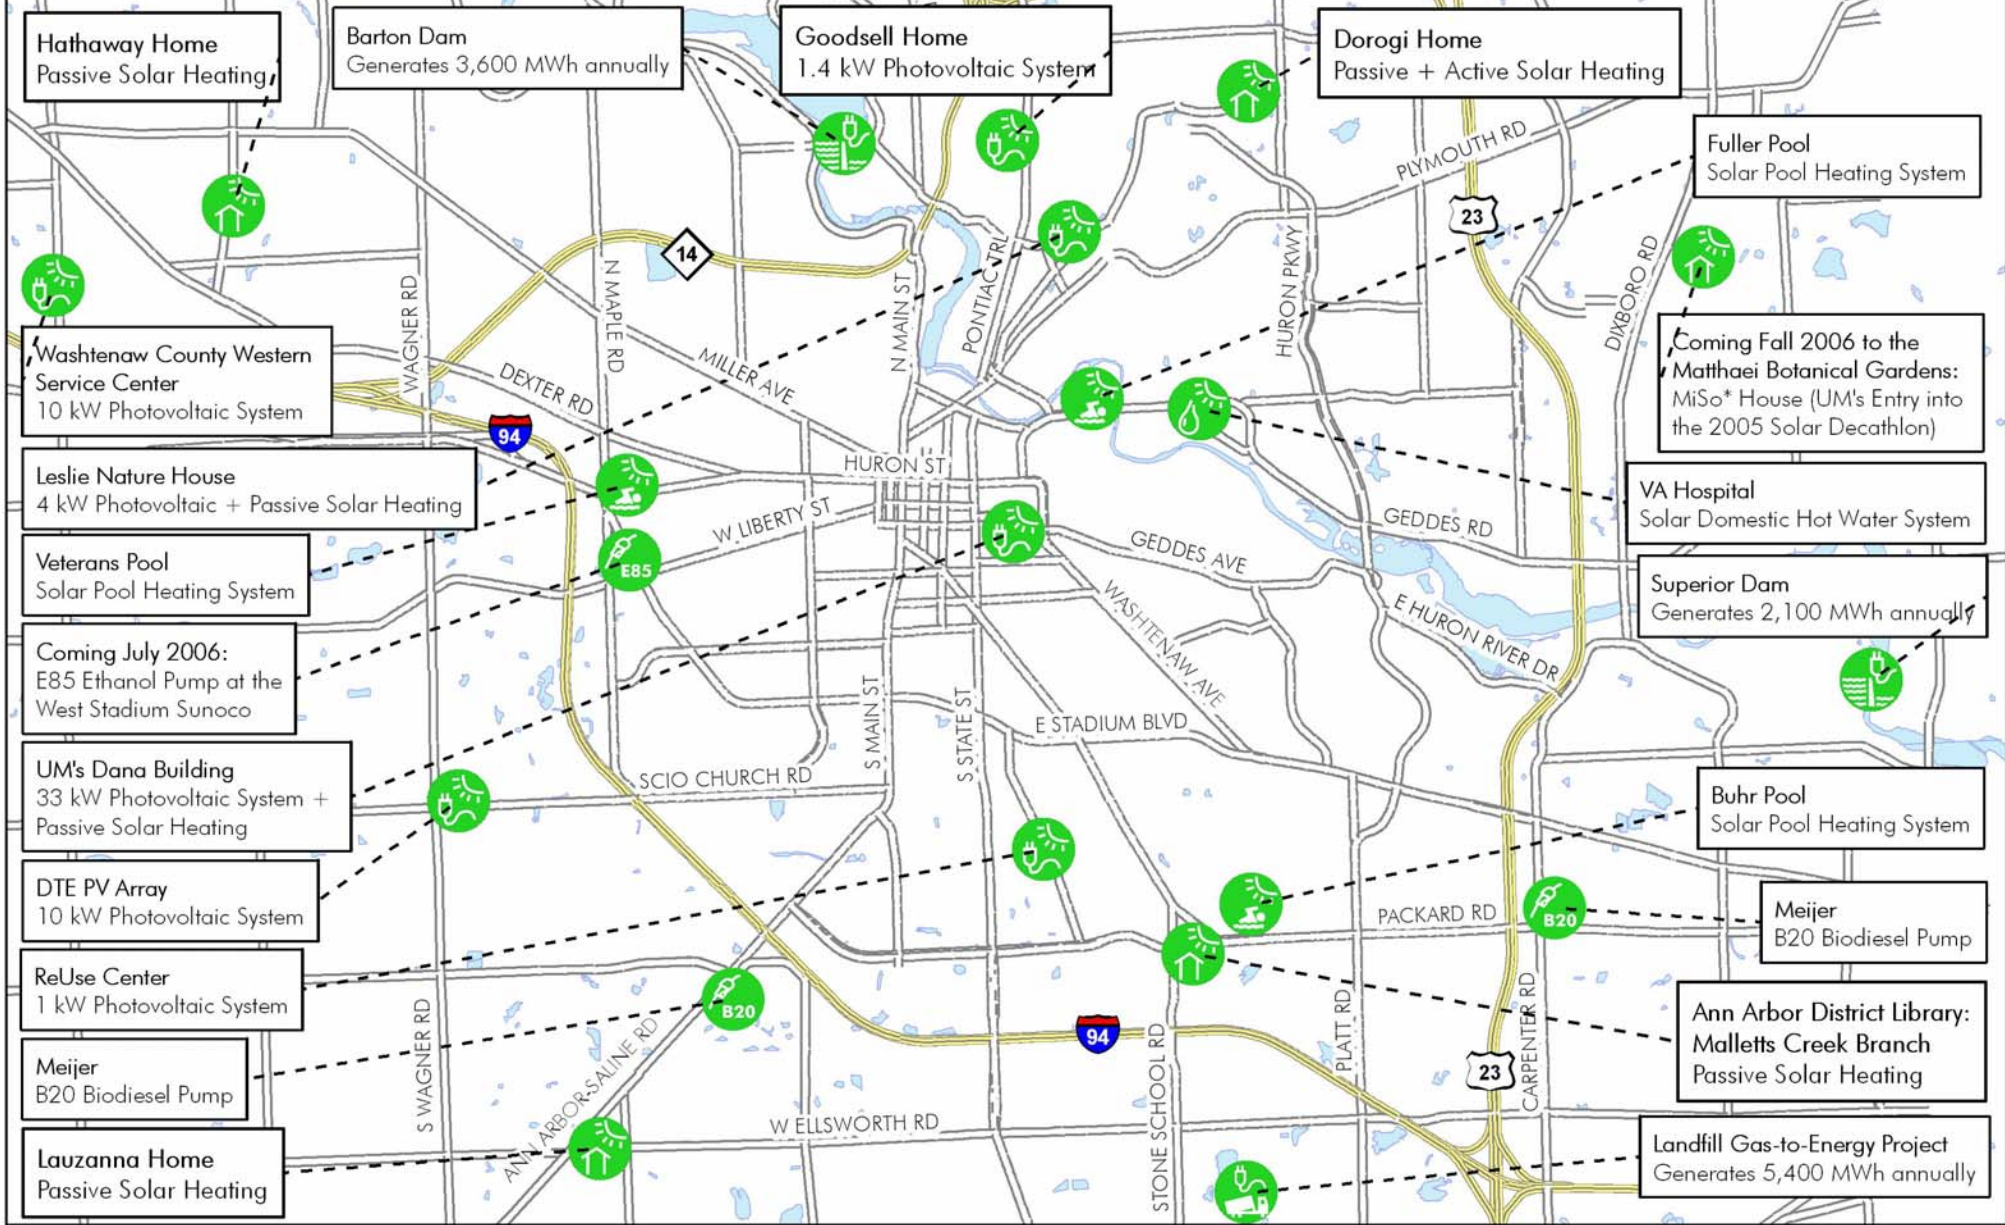 Hathaway Home
Passive Solar Heating
Barton Dam
Generates 3,600 MWh annually
Goodsell Home
1.4 kW Photovoltaic System
Dorogi Home
Passive + Active Solar Heating
Fuller Pool
Solar Pool Heating System
Washtenaw County Western
Service Center
10 kW Photovoltaic System
Leslie Nature House
4 kW Photovoltaic + Passive Solar Heating
Veterans Pool
Solar Pool Heating System
Coming July 2006:
E85 Ethanol Pump at the
West Stadium Sunoco
UM's Dana Building
33 kW Photovoltaic System +
Passive Solar Heating
DTE PV Array
10 kW Photovoltaic System
ReUse Center
1 kW Photovoltaic System
Meijer
B20 Biodiesel Pump
Lauzanna Home
Passive Solar Heating
Coming Fall 2006 to the
Matthaei Botanical Gardens:
MiSo* House (UM's Entry into
the 2005 Solar Decathlon)
VA Hospital
Solar Domestic Hot Water System
Superior Dam
Generates 2,100 MWh annually
Buhr Pool
Solar Pool Heating System
Meijer
B20 Biodiesel Pump
Ann Arbor District Library:
Malletts Creek Branch
Passive Solar Heating
Landfill Gas-to-Energy Project
Generates 5,400 MWh annually
PLYMOUTH RD
23
14
WAGNER RD
N MAPLE RD
N MAIN ST
PONTIAC TRL
HURON PKWY
DIXBORO RD
MILLER AVE
DEXTER RD
94
HURON ST
W LIBERTY ST
E85
GEDDES RD
GEDDES AVE
WASHTENAW AVE
E HURON RIVER DR
S MAIN ST
S STATE ST
E STADIUM BLVD
SCIO CHURCH RD
PACKARD RD
B20
B20
S WAGNER RD
ANN ARBOR-SALINE RD
94
STONE SCHOOL RD
PLATT RD
CARPENTER RD
23
W ELLSWORTH RD